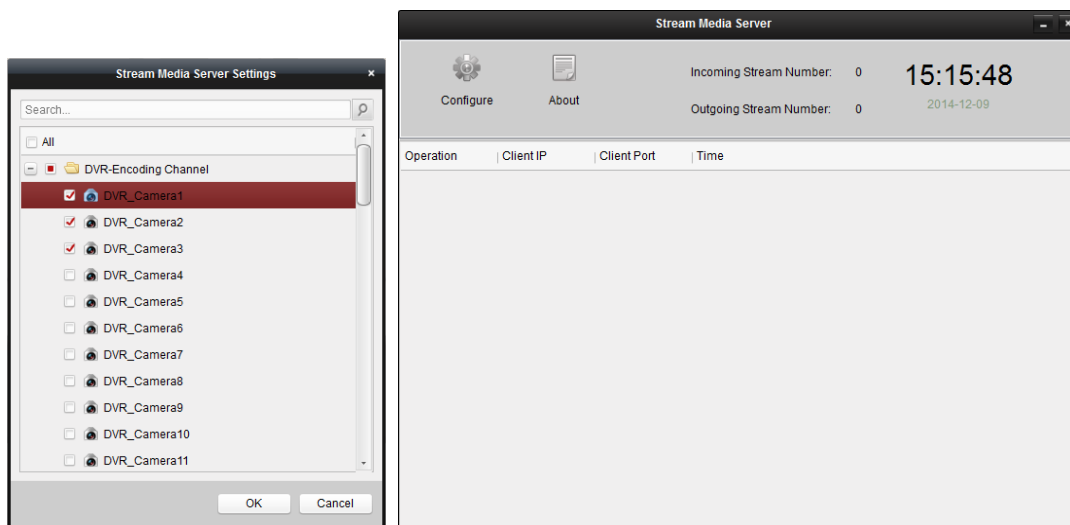 Stream Media Server Settings
Search...
All
DVR-Encoding Channel
DVR_Camera1
DVR_Camera2
DVR_Camera3
DVR_Camera4
DVR_Camera5
DVR_Camera6
DVR_Camera7
DVR_Camera8
DVR_Camera9
DVR_Camera10
DVR_Camera11
OK Cancel
Stream Media Server
Configure About
Incoming Stream Number: 0
Outgoing Stream Number: 0
15:15:48
2014-12-09
Operation Client IP Client Port Time